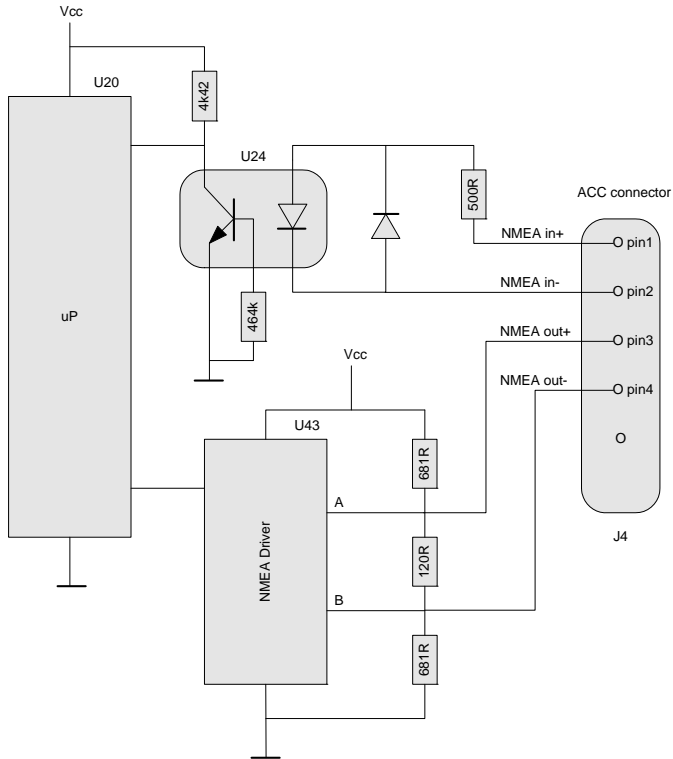 Vcc
U20
4k42
U24
500R
ACC connector
NMEA in+
O pin1
NMEA in-
O pin2
uP
464k
NMEA out+
O pin3
Vcc
NMEA out-
O pin4
U43
681R
O
A
J4
NMEA Driver
120R
B
681R